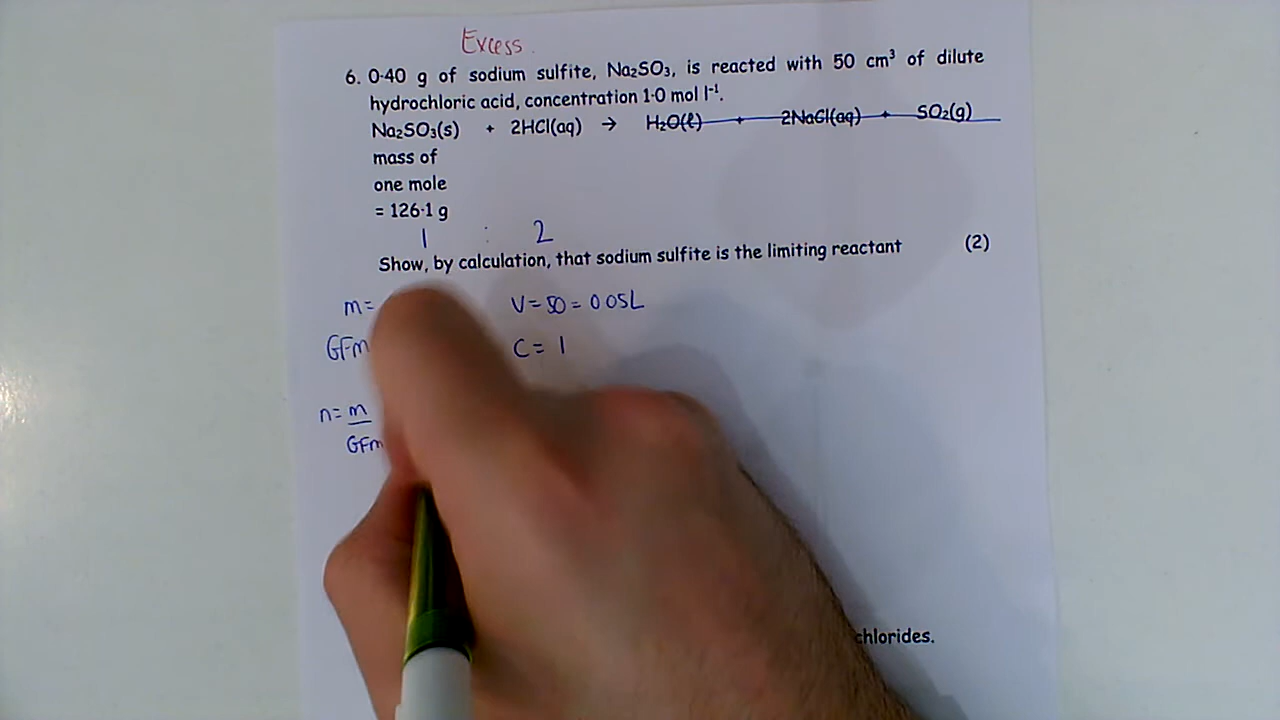 Excess.
6. 0·40 g of sodium sulfite, Na₂SO₃, is reacted with 50 cm³ of dilute
hydrochloric acid, concentration 1·0 mol l⁻¹.
Na₂SO₃(s) + 2HCl(aq) → H₂O(ℓ) + 2NaCl(aq) + SO₂(g)
mass of
one mole
= 126·1 g
1 : 2
Show, by calculation, that sodium sulfite is the limiting reactant (2)
m= V= 50 = 0.05L
GFm C = 1
n= m
GFm
chlorides.